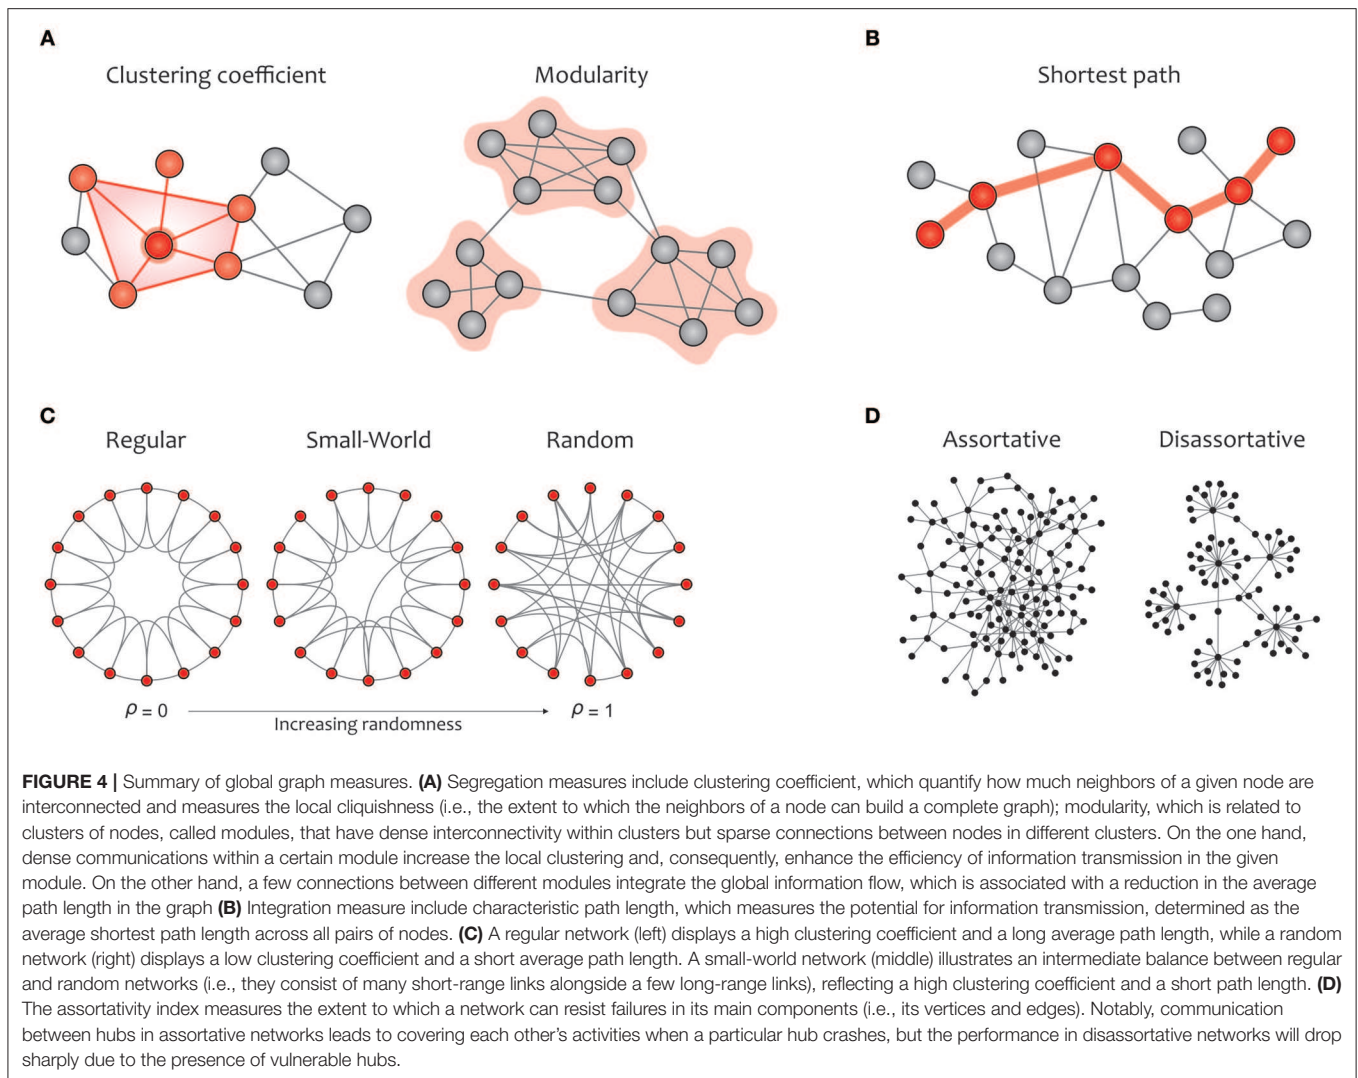 A
B
Clustering coefficient
Modularity
Shortest path
C
D
Regular
Small-World
Random
Assortative
Disassortative
ρ = 0
Increasing randomness
ρ = 1
FIGURE 4 | Summary of global graph measures. (A) Segregation measures include clustering coefficient, which quantify how much neighbors of a given node are
interconnected and measures the local cliquishness (i.e., the extent to which the neighbors of a node can build a complete graph); modularity, which is related to
clusters of nodes, called modules, that have dense interconnectivity within clusters but sparse connections between nodes in different clusters. On the one hand,
dense communications within a certain module increase the local clustering and, consequently, enhance the efficiency of information transmission in the given
module. On the other hand, a few connections between different modules integrate the global information flow, which is associated with a reduction in the average
path length in the graph (B) Integration measure include characteristic path length, which measures the potential for information transmission, determined as the
average shortest path length across all pairs of nodes. (C) A regular network (left) displays a high clustering coefficient and a long average path length, while a random
network (right) displays a low clustering coefficient and a short average path length. A small-world network (middle) illustrates an intermediate balance between regular
and random networks (i.e., they consist of many short-range links alongside a few long-range links), reflecting a high clustering coefficient and a short path length. (D)
The assortativity index measures the extent to which a network can resist failures in its main components (i.e., its vertices and edges). Notably, communication
between hubs in assortative networks leads to covering each other's activities when a particular hub crashes, but the performance in disassortative networks will drop
sharply due to the presence of vulnerable hubs.